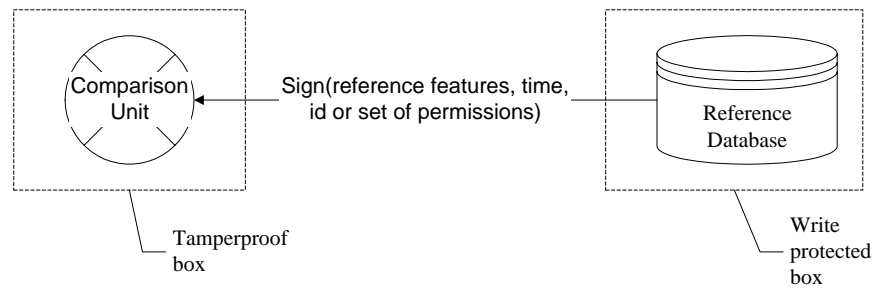 Comparison
Unit
Sign(reference features, time,
id or set of permissions)
Reference
Database
Tamperproof
box
Write
protected
box